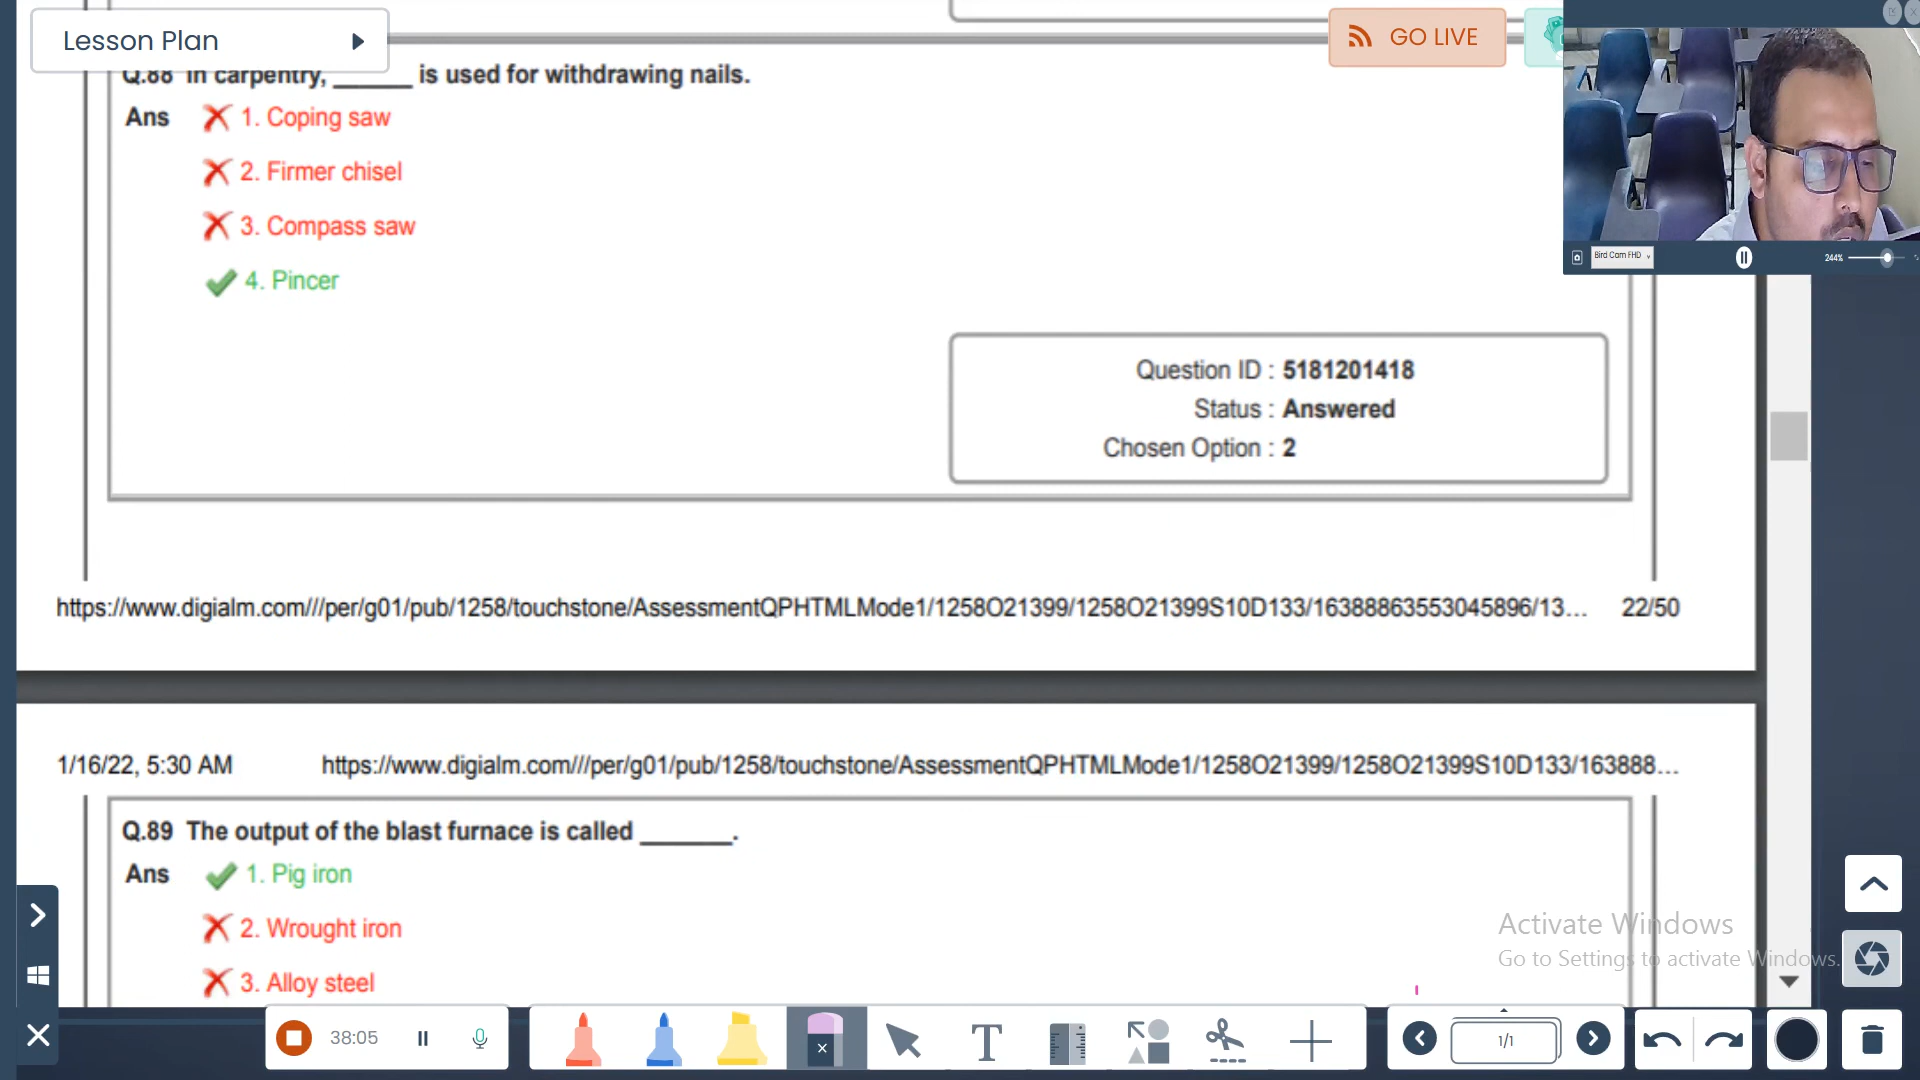 Lesson Plan
GO LIVE
Q.88 In carpentry, ______ is used for withdrawing nails.
Ans 1. Coping saw
2. Firmer chisel
3. Compass saw
4. Pincer
Bird Cam FHD
244%
Question ID : 5181201418
Status : Answered
Chosen Option : 2
https://www.digialm.com///per/g01/pub/1258/touchstone/AssessmentQPHTMLMode1/1258O21399/1258O21399S10D133/16388863553045896/13... 22/50
1/16/22, 5:30 AM https://www.digialm.com///per/g01/pub/1258/touchstone/AssessmentQPHTMLMode1/1258O21399/1258O21399S10D133/163888...
Q.89 The output of the blast furnace is called _______.
Ans 1. Pig iron
2. Wrought iron
3. Alloy steel
Activate Windows
Go to Settings to activate Windows.
38:05
T
1/1